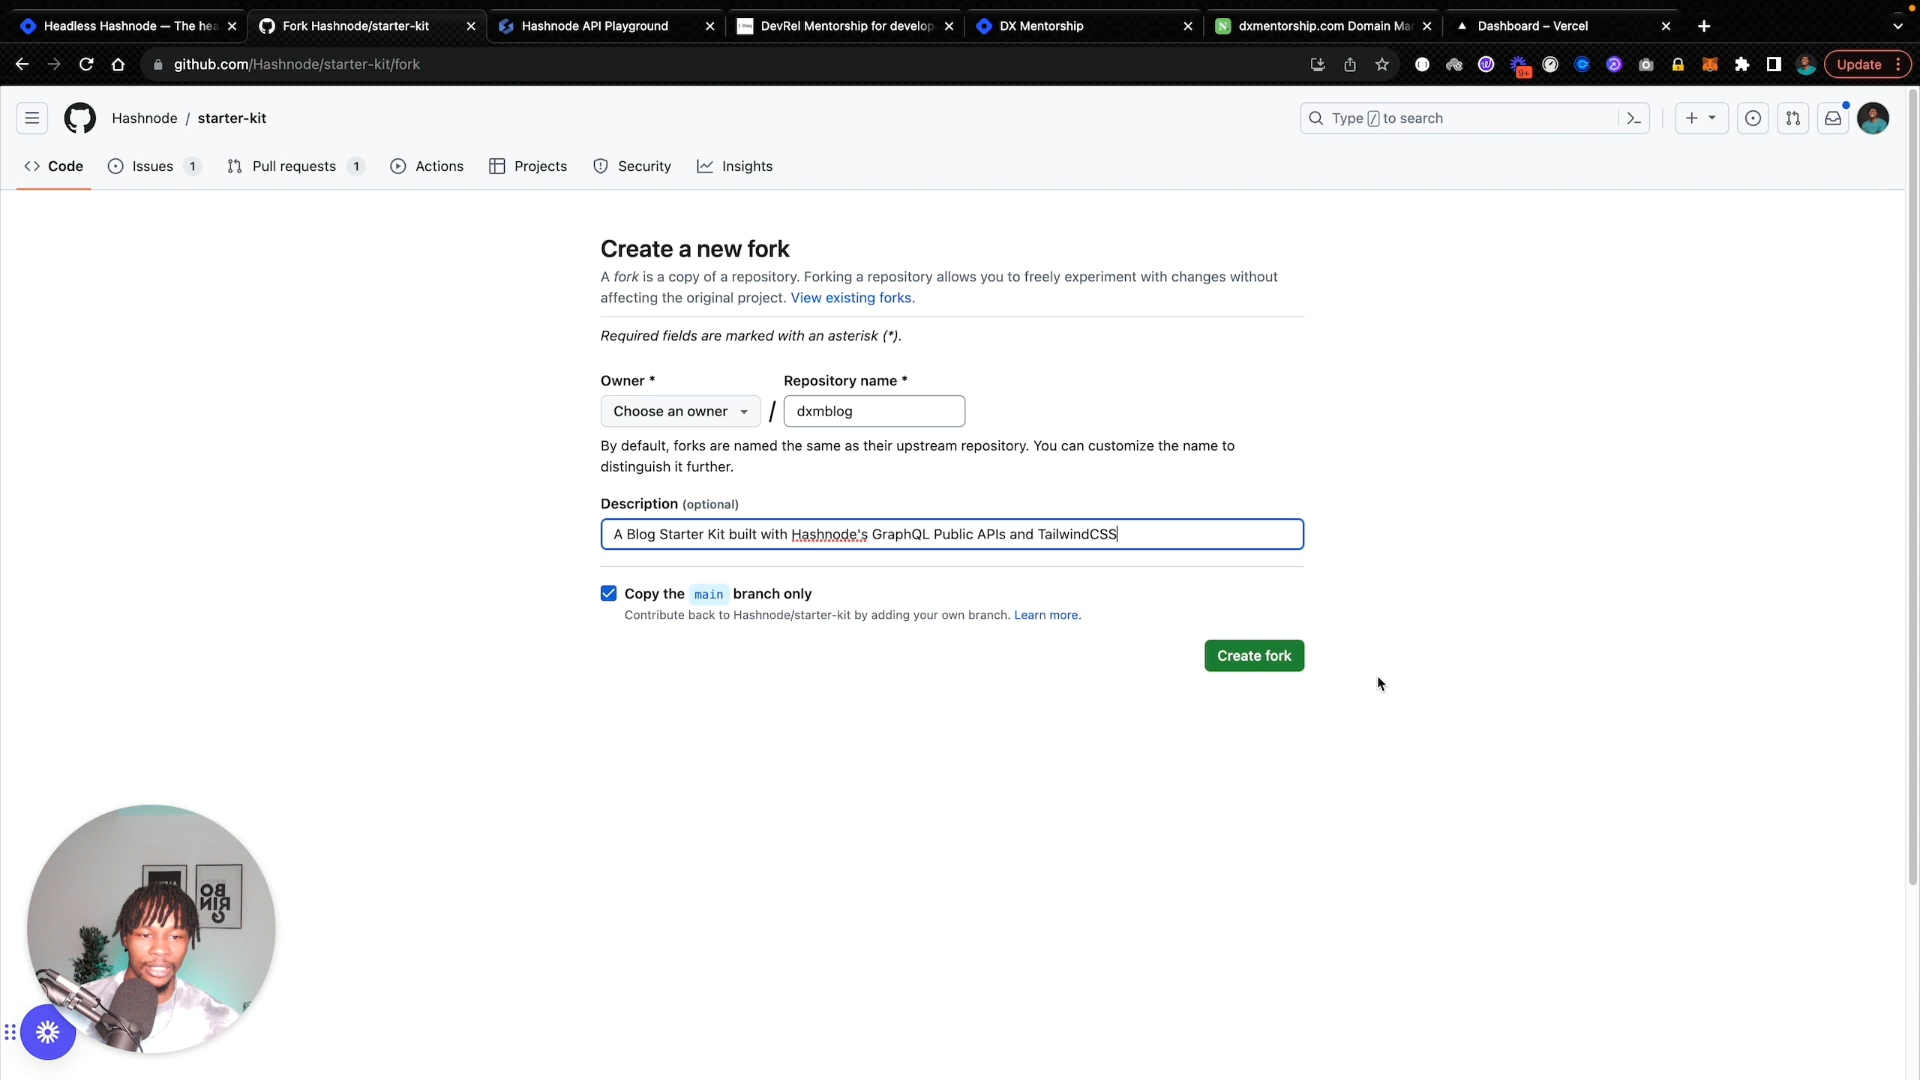 Headless Hashnode — The hea
Fork Hashnode/starter-kit
Hashnode API Playground
DevRel Mentorship for develop
DX Mentorship
dxmentorship.com Domain Ma
Dashboard – Vercel
github.com/Hashnode/starter-kit/fork
9+
Update
Hashnode / starter-kit
Type / to search
Code
Issues 1
Pull requests 1
Actions
Projects
Security
Insights
Create a new fork
A fork is a copy of a repository. Forking a repository allows you to freely experiment with changes without
affecting the original project. View existing forks.
Required fields are marked with an asterisk (*).
Owner *
Repository name *
Choose an owner
/
dxmblog
By default, forks are named the same as their upstream repository. You can customize the name to
distinguish it further.
Description (optional)
A Blog Starter Kit built with Hashnode's GraphQL Public APIs and TailwindCSS
Copy the main branch only
Contribute back to Hashnode/starter-kit by adding your own branch. Learn more.
Create fork
BO
RING